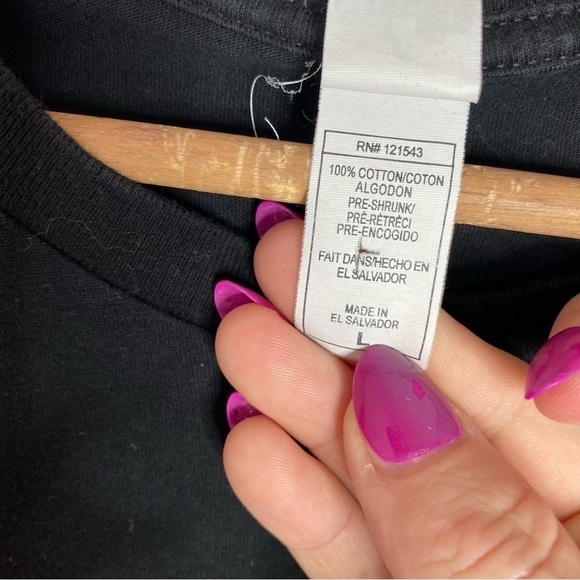 RN# 121543
100% COTTON/COTON
ALGODON
PRE-SHRUNK/
PRÉ-RÉTRÉCI
PRE-ENCOGIDO
FAIT DANS/HECHO EN
EL SALVADOR
MADE IN
EL SALVADOR
L